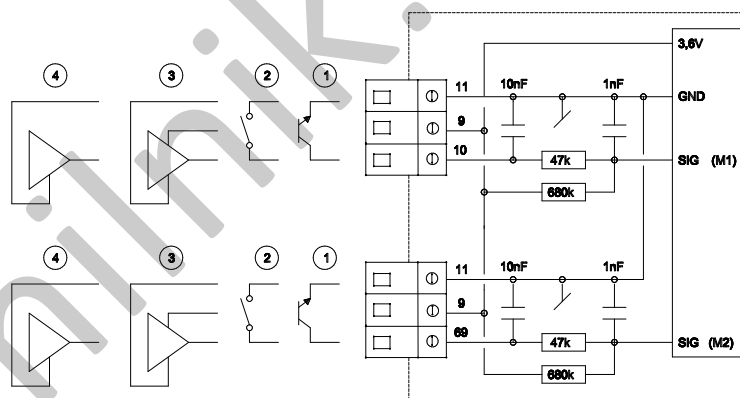 3,6V
4 3 2 1
11 10nF 1nF GND
9
10 47k SIG (M1)
680k
4 3 2 1
11 10nF 1nF
9
69 47k SIG (M2)
680k
nilnik.